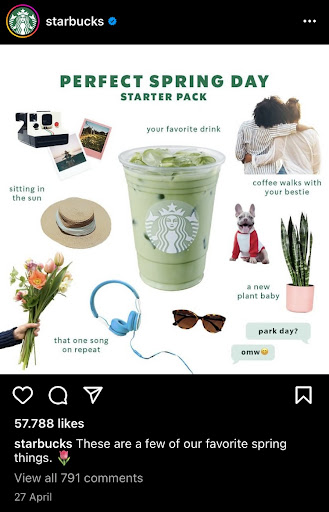 starbucks
PERFECT SPRING DAY
STARTER PACK
your favorite drink
sitting in
the sun
coffee walks with
your bestie
a new
plant baby
that one song
on repeat
park day?
omw😊
57.788 likes
starbucks These are a few of our favorite spring
things. 🌷
View all 791 comments
27 April